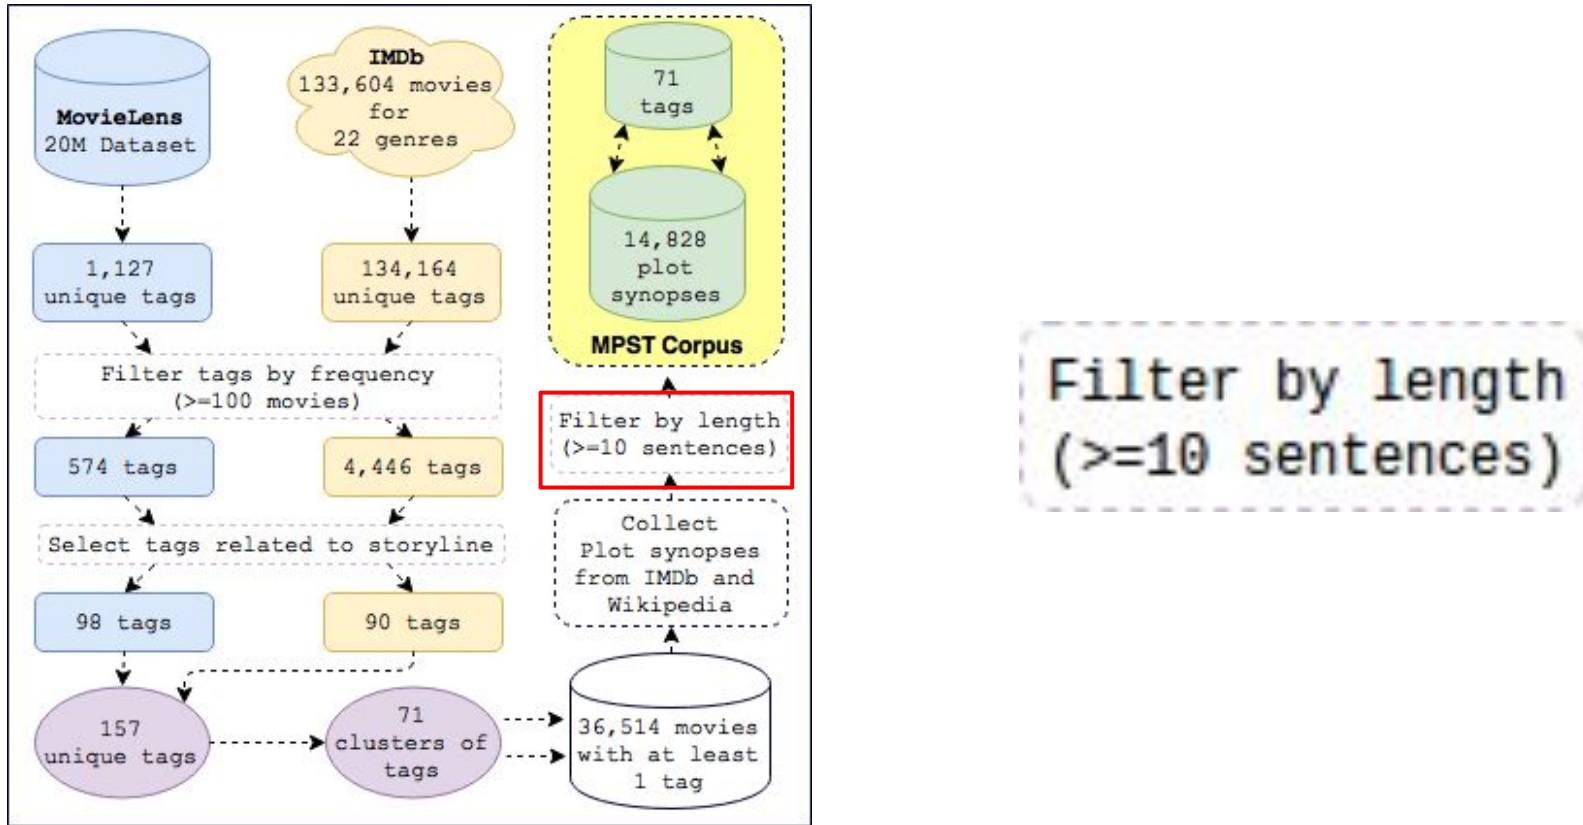 MovieLens
20M Dataset
IMDb
133,604 movies
for
22 genres
71
tags
14,828
plot
synopses
MPST Corpus
1,127
unique tags
134,164
unique tags
Filter tags by frequency
(>=100 movies)
574 tags
4,446 tags
Select tags related to storyline
98 tags
90 tags
157
unique tags
71
clusters of
tags
36,514 movies
with at least
1 tag
Collect
Plot synopses
from IMDb and
Wikipedia
Filter by length
(>=10 sentences)
Filter by length
(>=10 sentences)